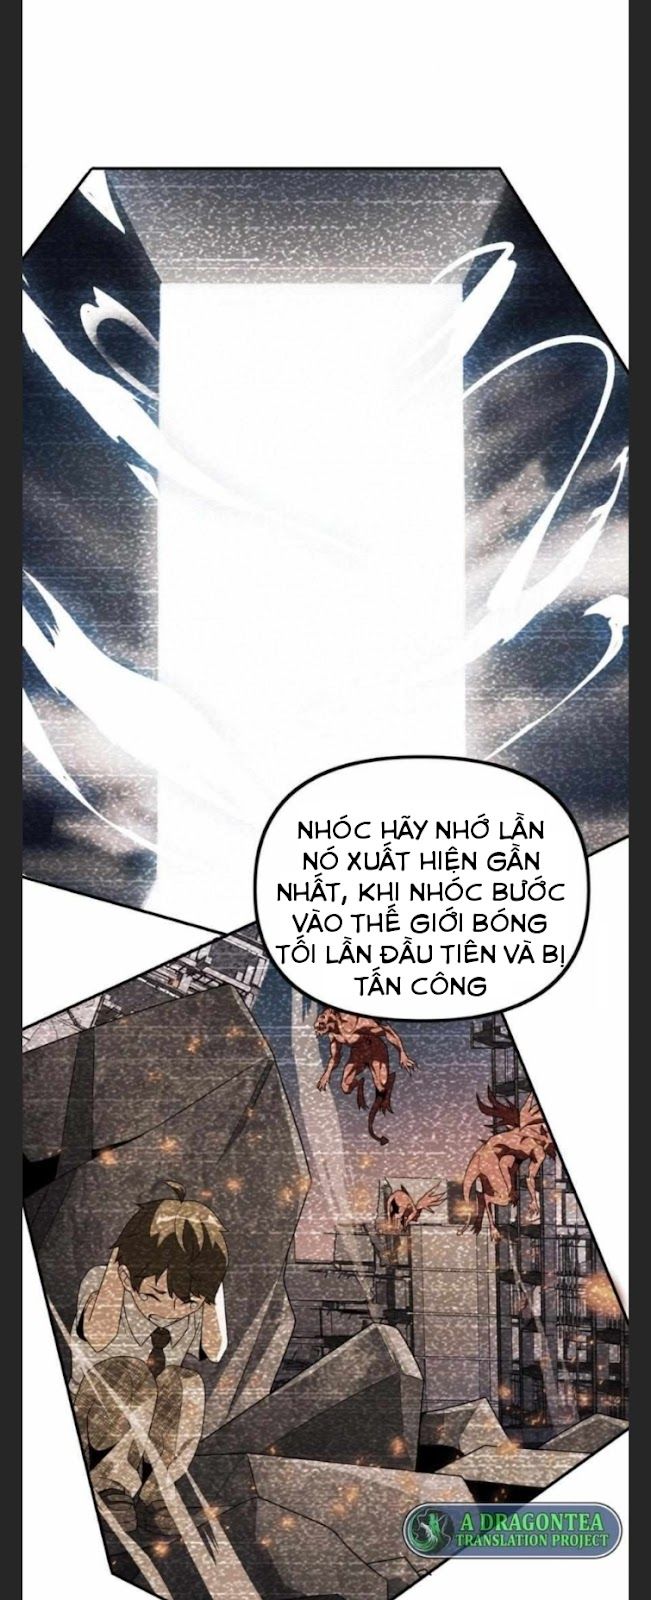 NHÓC HÃY NHỚ LẦN
NÓ XUẤT HIỆN GẦN
NHẤT, KHI NHÓC BƯỚC
VÀO THẾ GIỚI BÓNG
TỐI LẦN ĐẦU TIÊN VÀ BỊ
TẤN CÔNG
A DRAGONTEA
TRANSLATION PROJECT